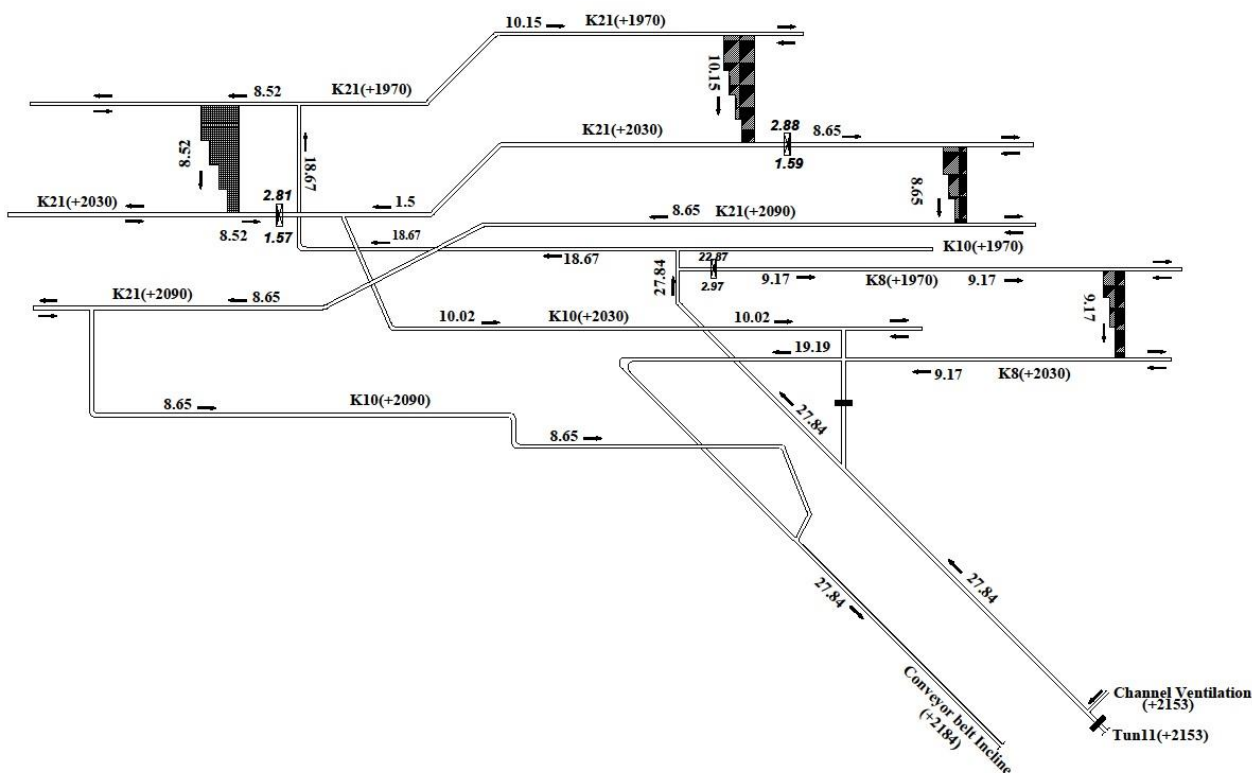 10.15
K21(+1970)
8.52
K21(+1970)
10.15
K21(+2030)
2.88
8.65
1.59
8.52
18.67
8.65
K21(+2030)
2.81
1.5
8.52
1.57
8.65
K21(+2090)
18.67
K10(+1970)
18.67
27.84
22.87
2.97
9.17
K8(+1970)
9.17
9.17
K21(+2090)
8.65
10.02
K10(+2030)
10.02
19.19
9.17
K8(+2030)
8.65
K10(+2090)
8.65
27.84
27.84
27.84
Conveyor belt Incline
(+2184)
Channel Ventilation
(+2153)
Tun11(+2153)